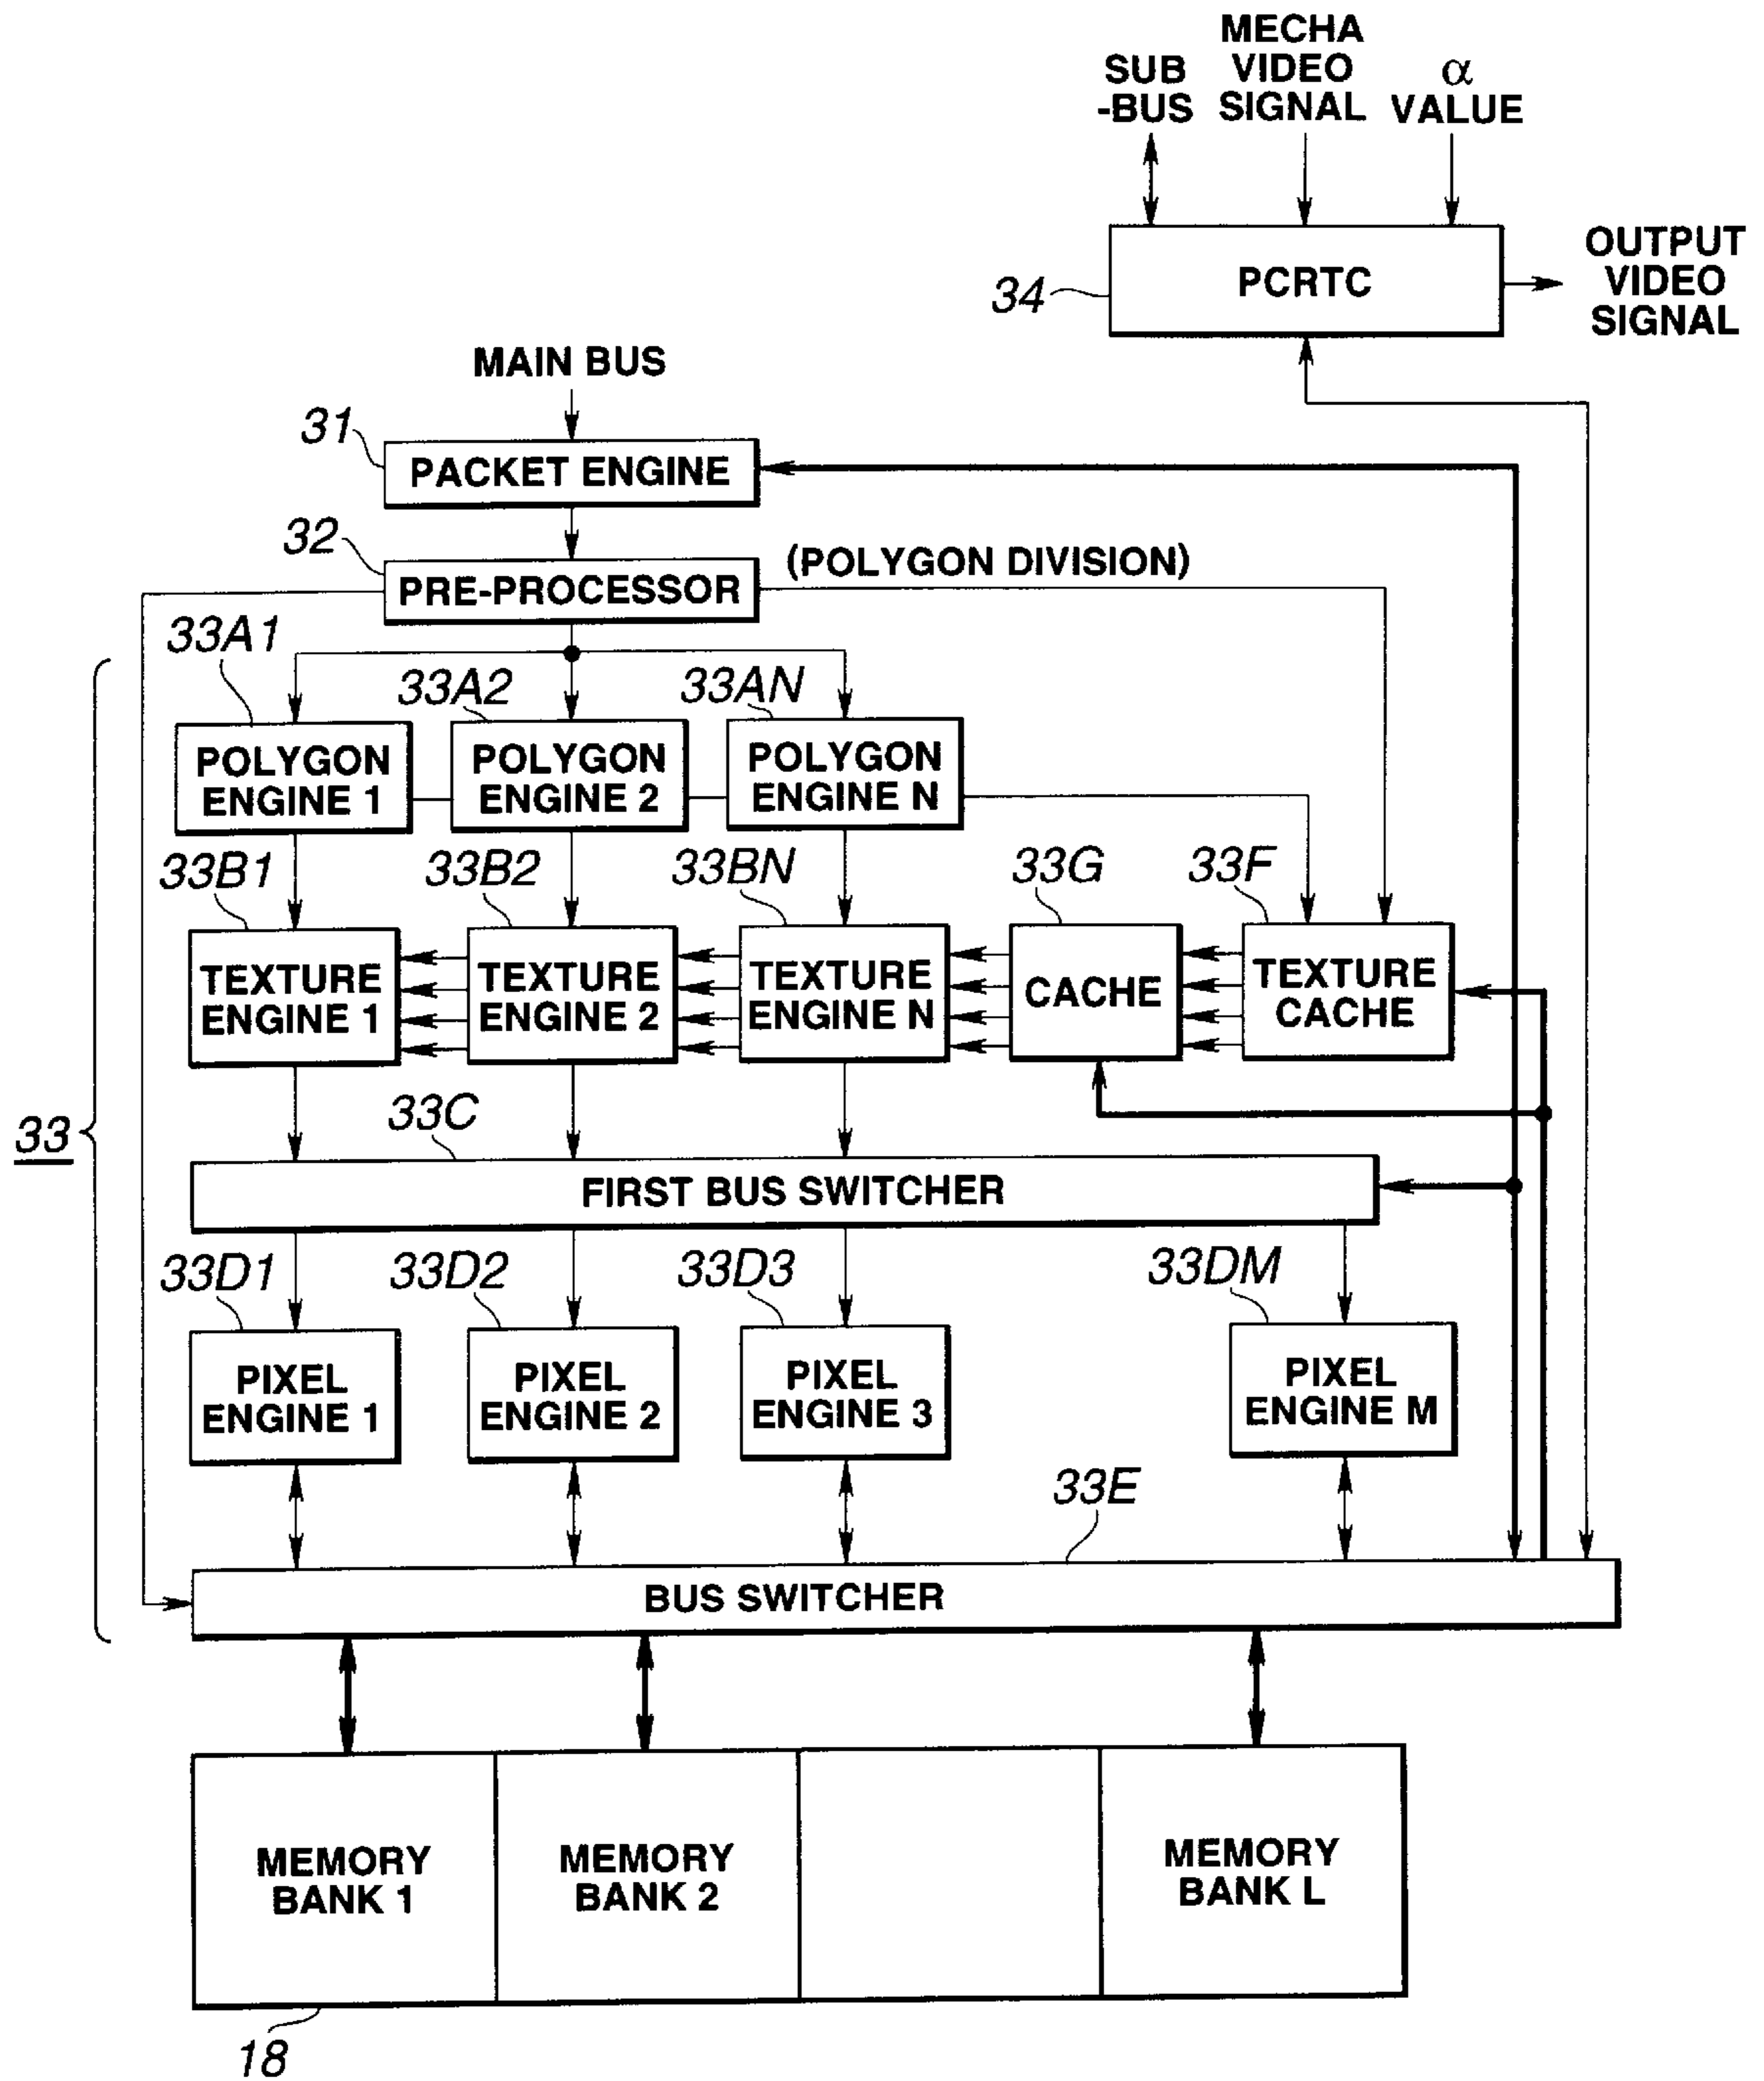 SUB
-BUS
MECHA
VIDEO
SIGNAL
α
VALUE
34
PCRTC
OUTPUT
VIDEO
SIGNAL
MAIN BUS
31
PACKET ENGINE
32
PRE-PROCESSOR
(POLYGON DIVISION)
33
33A1
33A2
33AN
POLYGON
ENGINE 1
POLYGON
ENGINE 2
POLYGON
ENGINE N
33B1
33B2
33BN
33G
33F
TEXTURE
ENGINE 1
TEXTURE
ENGINE 2
TEXTURE
ENGINE N
CACHE
TEXTURE
CACHE
33C
FIRST BUS SWITCHER
33D1
33D2
33D3
33DM
PIXEL
ENGINE 1
PIXEL
ENGINE 2
PIXEL
ENGINE 3
PIXEL
ENGINE M
33E
BUS SWITCHER
MEMORY
BANK 1
MEMORY
BANK 2
MEMORY
BANK L
18